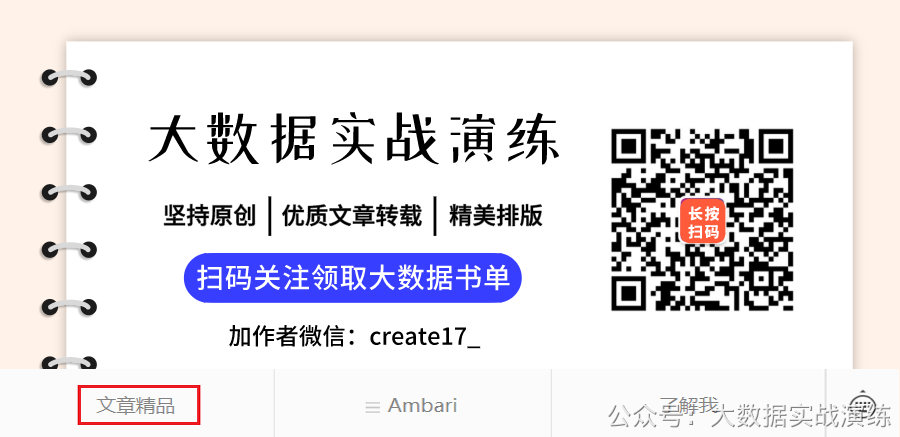 大数据实战演练
坚持原创 | 优质文章转载 | 精美排版
长按
扫码
扫码关注领取大数据书单
加作者微信：create17_
文章精品
Ambari
了解我
公众号：大数据实战演练